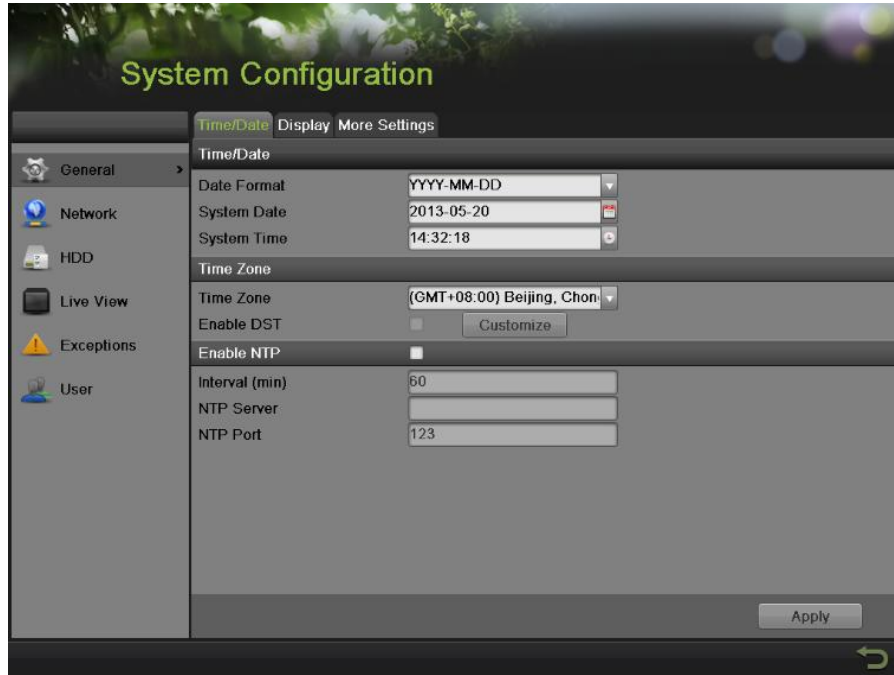 System Configuration
Time/Date Display More Settings
General
Network
HDD
Live View
Exceptions
User
Time/Date
Date Format YYYY-MM-DD
System Date 2013-05-20
System Time 14:32:18
Time Zone
Time Zone (GMT+08:00) Beijing, Chon
Enable DST Customize
Enable NTP
Interval (min) 60
NTP Server
NTP Port 123
Apply